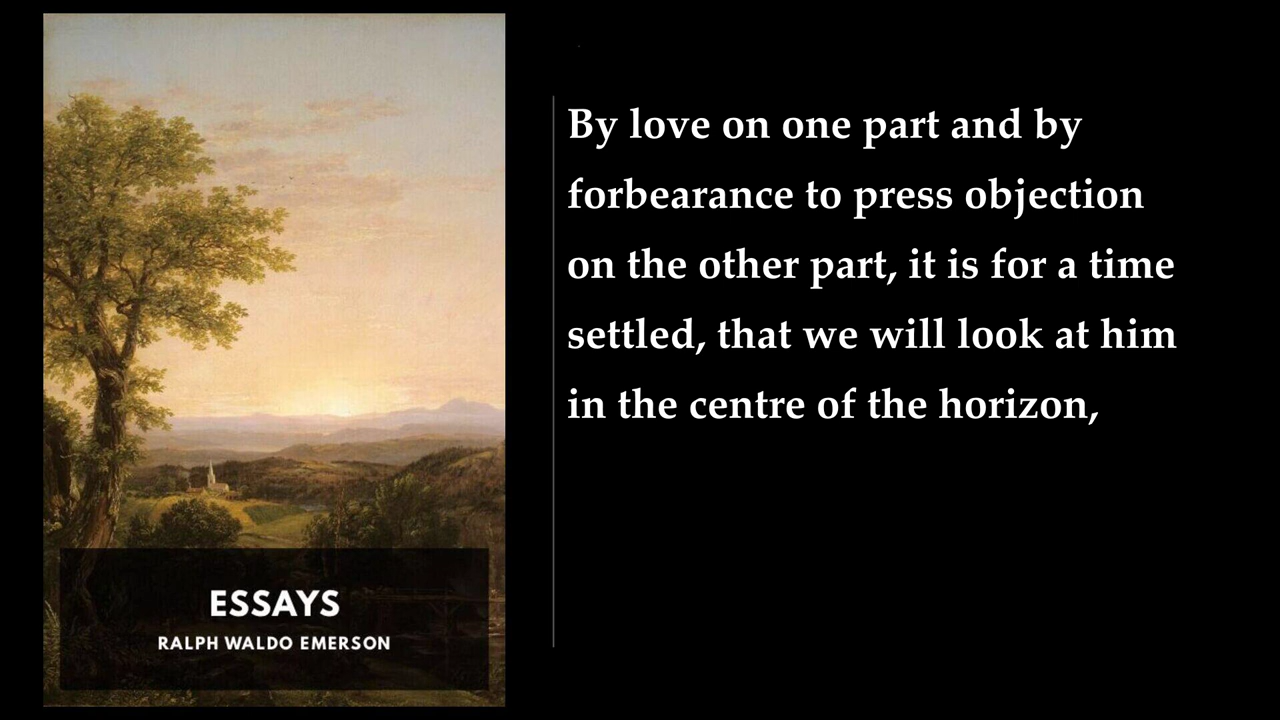 ESSAYS
RALPH WALDO EMERSON
By love on one part and by
forbearance to press objection
on the other part, it is for a time
settled, that we will look at him
in the centre of the horizon,